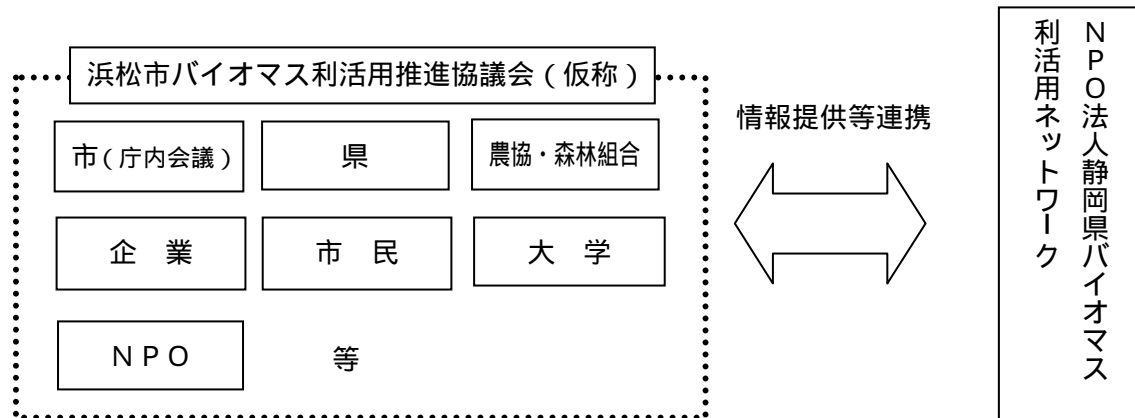 浜松市バイオマス利活用推進協議会（仮称）
市（庁内会議）
県
農協・森林組合
企　業
市　民
大　学
ＮＰＯ
等
情報提供等連携
ＮＰＯ法人静岡県バイオマス
利活用ネットワーク